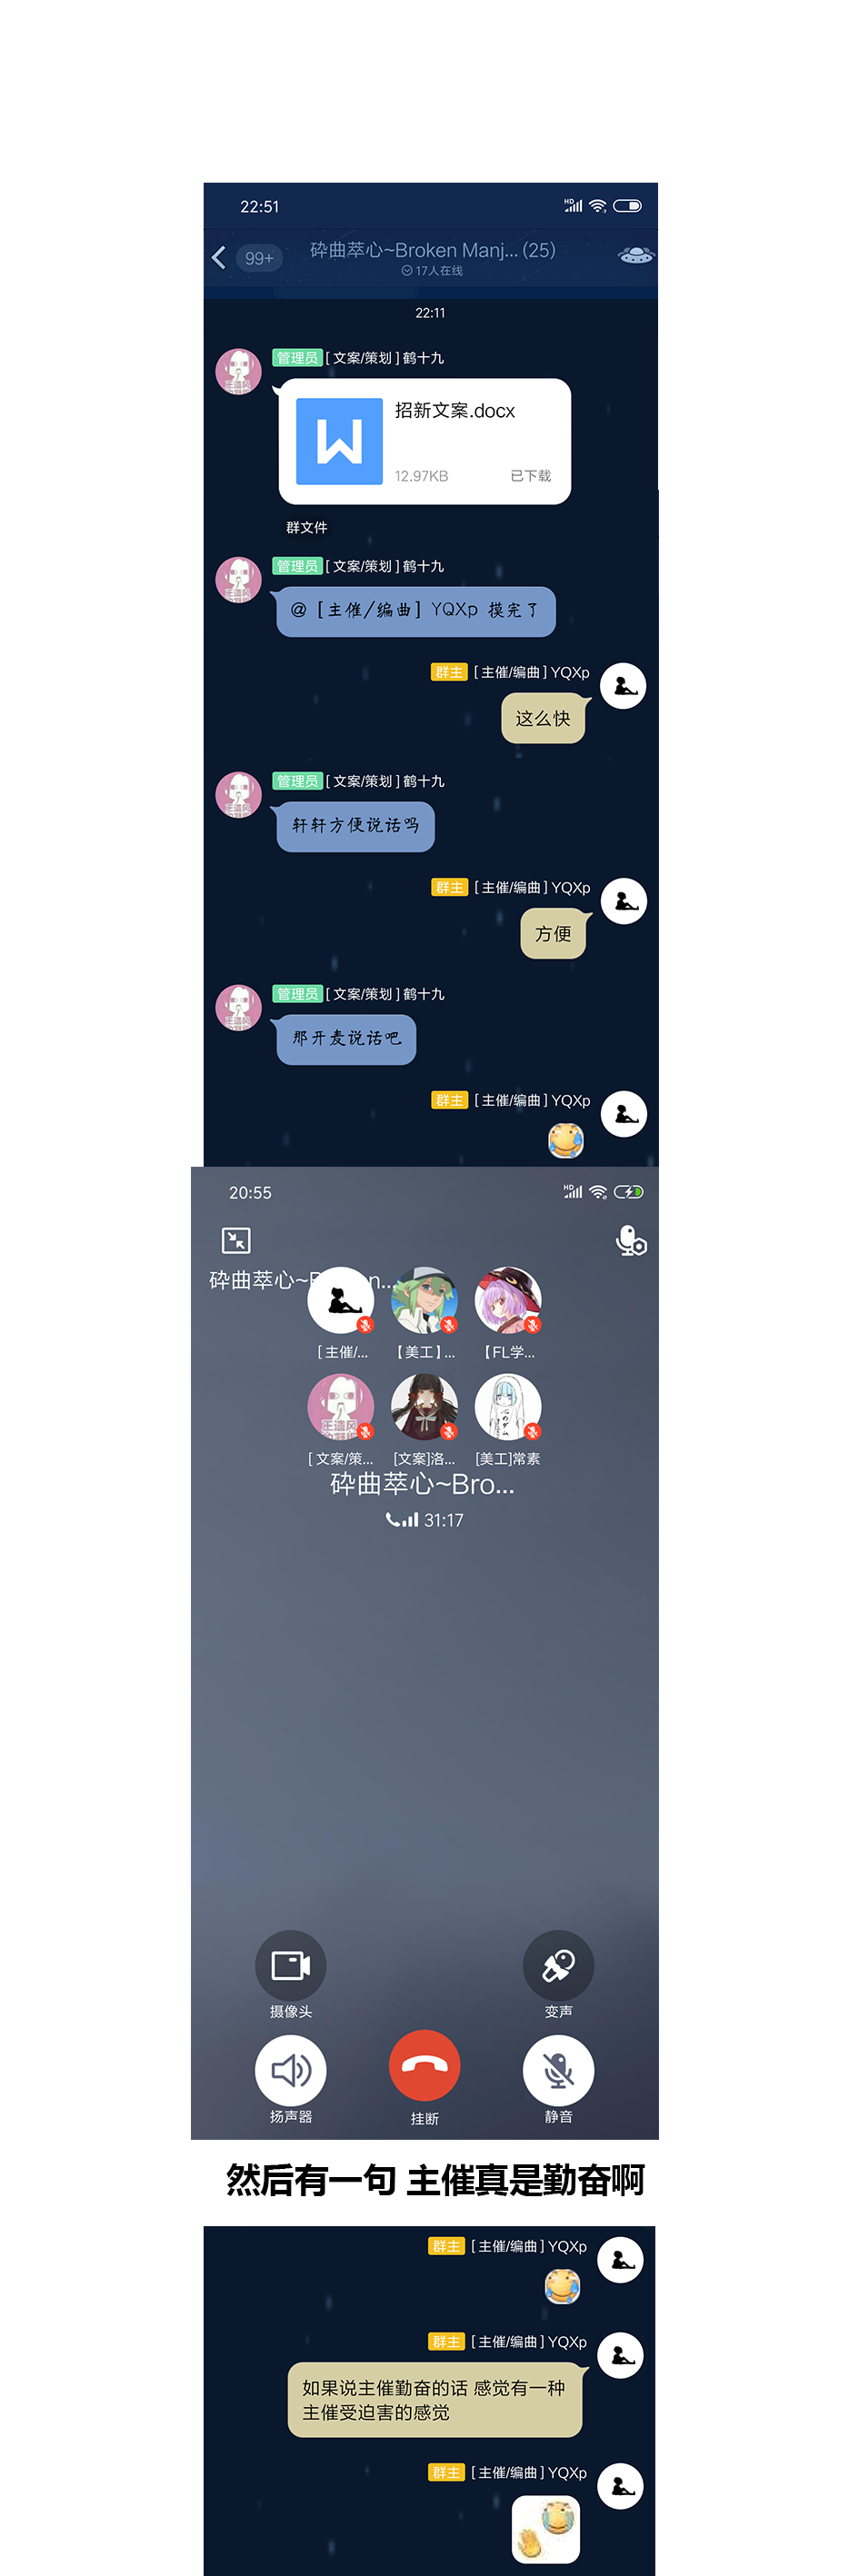 22:51
99+
砕曲萃心~Broken Manj... (25)
17人在线
22:11
管理员 [ 文案/策划 ] 鹤十九
招新文案.docx
12.97KB 已下载
群文件
管理员 [ 文案/策划 ] 鹤十九
@ [主催/编曲] YQXp 摸完了
群主 [ 主催/编曲 ] YQXp
这么快
管理员 [ 文案/策划 ] 鹤十九
轩轩方便说话吗
群主 [ 主催/编曲 ] YQXp
方便
管理员 [ 文案/策划 ] 鹤十九
那开麦说话吧
群主 [ 主催/编曲 ] YQXp
20:55
砕曲萃心~
[ 主催/... 【 美工 】... 【FL学...
[ 文案/策... [文案]洛... [美工]常素
砕曲萃心~Bro...
31:17
摄像头 变声
扬声器 挂断 静音
然后有一句 主催真是勤奋啊
群主 [ 主催/编曲 ] YQXp
群主 [ 主催/编曲 ] YQXp
如果说主催勤奋的话 感觉有一种
主催受迫害的感觉
群主 [ 主催/编曲 ] YQXp